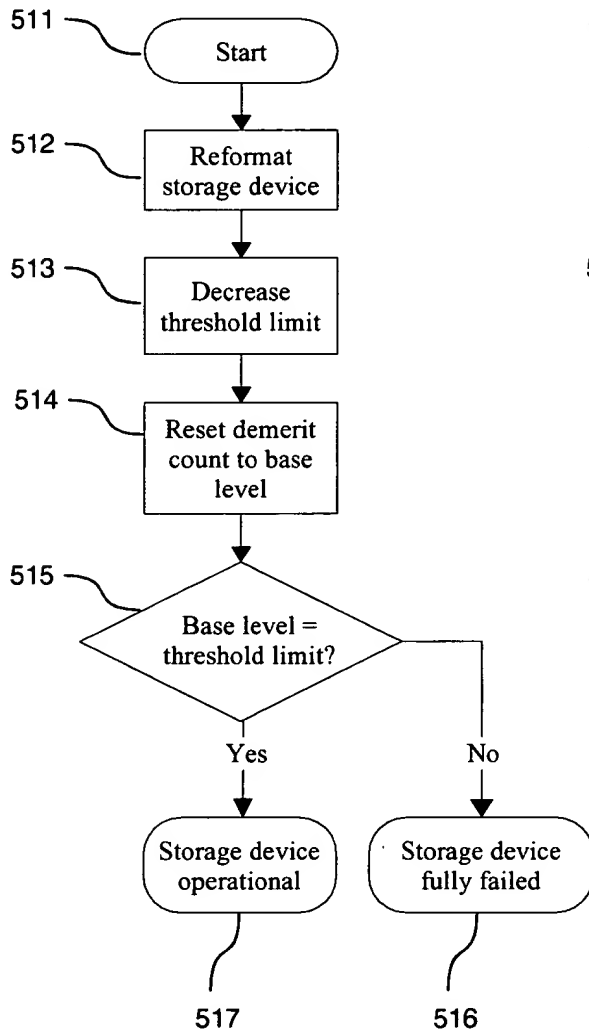 511
Start
512
Reformat
storage device
513
Decrease
threshold limit
514
Reset demerit
count to base
level
515
Base level =
threshold limit?
Yes
No
Storage device
operational
Storage device
fully failed
517
516